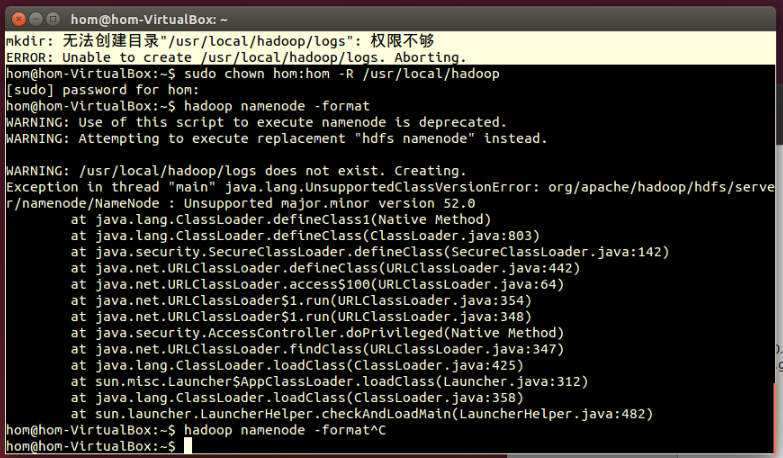 hom@hom-VirtualBox: ~
mkdir: 无法创建目录"/usr/local/hadoop/logs": 权限不够
ERROR: Unable to create /usr/local/hadoop/logs. Aborting.
hom@hom-VirtualBox:~$ sudo chown hom:hom -R /usr/local/hadoop
[sudo] password for hom:
hom@hom-VirtualBox:~$ hadoop namenode -format
WARNING: Use of this script to execute namenode is deprecated.
WARNING: Attempting to execute replacement "hdfs namenode" instead.
WARNING: /usr/local/hadoop/logs does not exist. Creating.
Exception in thread "main" java.lang.UnsupportedClassVersionError: org/apache/hadoop/hdfs/serve
r/namenode/NameNode : Unsupported major.minor version 52.0
at java.lang.ClassLoader.defineClass1(Native Method)
at java.lang.ClassLoader.defineClass(ClassLoader.java:803)
at java.security.SecureClassLoader.defineClass(SecureClassLoader.java:142)
at java.net.URLClassLoader.defineClass(URLClassLoader.java:442)
at java.net.URLClassLoader.access$100(URLClassLoader.java:64)
at java.net.URLClassLoader$1.run(URLClassLoader.java:354)
at java.net.URLClassLoader$1.run(URLClassLoader.java:348)
at java.security.AccessController.doPrivileged(Native Method)
at java.net.URLClassLoader.findClass(URLClassLoader.java:347)
at java.lang.ClassLoader.loadClass(ClassLoader.java:425)
at sun.misc.Launcher$AppClassLoader.loadClass(Launcher.java:312)
at java.lang.ClassLoader.loadClass(ClassLoader.java:358)
at sun.launcher.LauncherHelper.checkAndLoadMain(LauncherHelper.java:482)
hom@hom-VirtualBox:~$ hadoop namenode -format^C
hom@hom-VirtualBox:~$